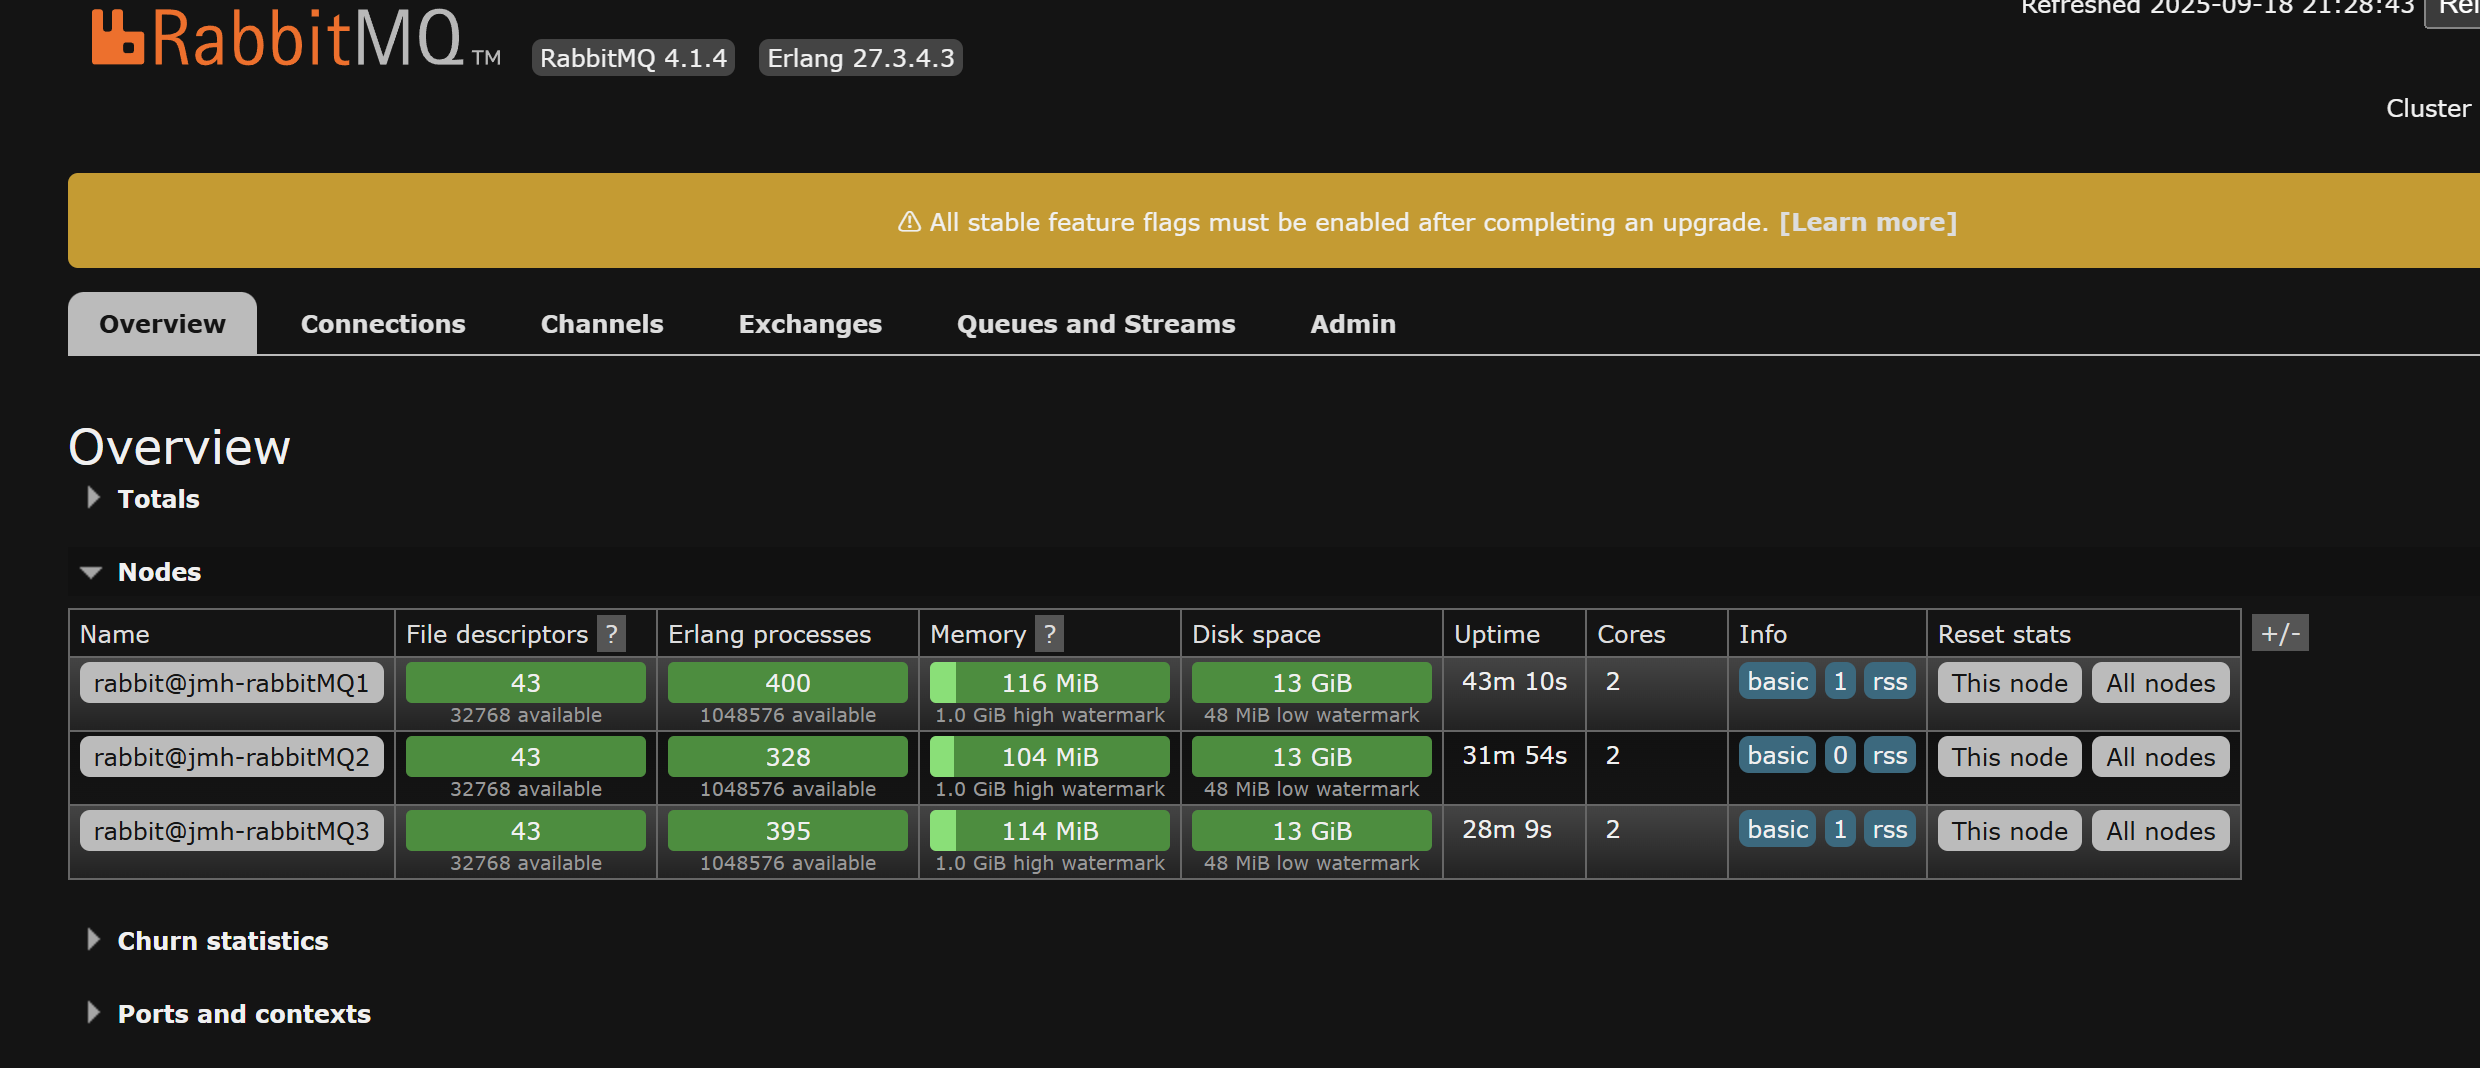 Refreshed 2025-09-18 21:28:43
RabbitMQ TM RabbitMQ 4.1.4 Erlang 27.3.4.3
Cluster
⚠ All stable feature flags must be enabled after completing an upgrade. [Learn more]
Overview Connections Channels Exchanges Queues and Streams Admin
Overview
Totals
Nodes
Name File descriptors ? Erlang processes Memory ? Disk space Uptime Cores Info Reset stats +/-
rabbit@jmh-rabbitMQ1 43 400 116 MiB 13 GiB 43m 10s 2 basic 1 rss This node All nodes
32768 available 1048576 available 1.0 GiB high watermark 48 MiB low watermark
rabbit@jmh-rabbitMQ2 43 328 104 MiB 13 GiB 31m 54s 2 basic 0 rss This node All nodes
32768 available 1048576 available 1.0 GiB high watermark 48 MiB low watermark
rabbit@jmh-rabbitMQ3 43 395 114 MiB 13 GiB 28m 9s 2 basic 1 rss This node All nodes
32768 available 1048576 available 1.0 GiB high watermark 48 MiB low watermark
Churn statistics
Ports and contexts